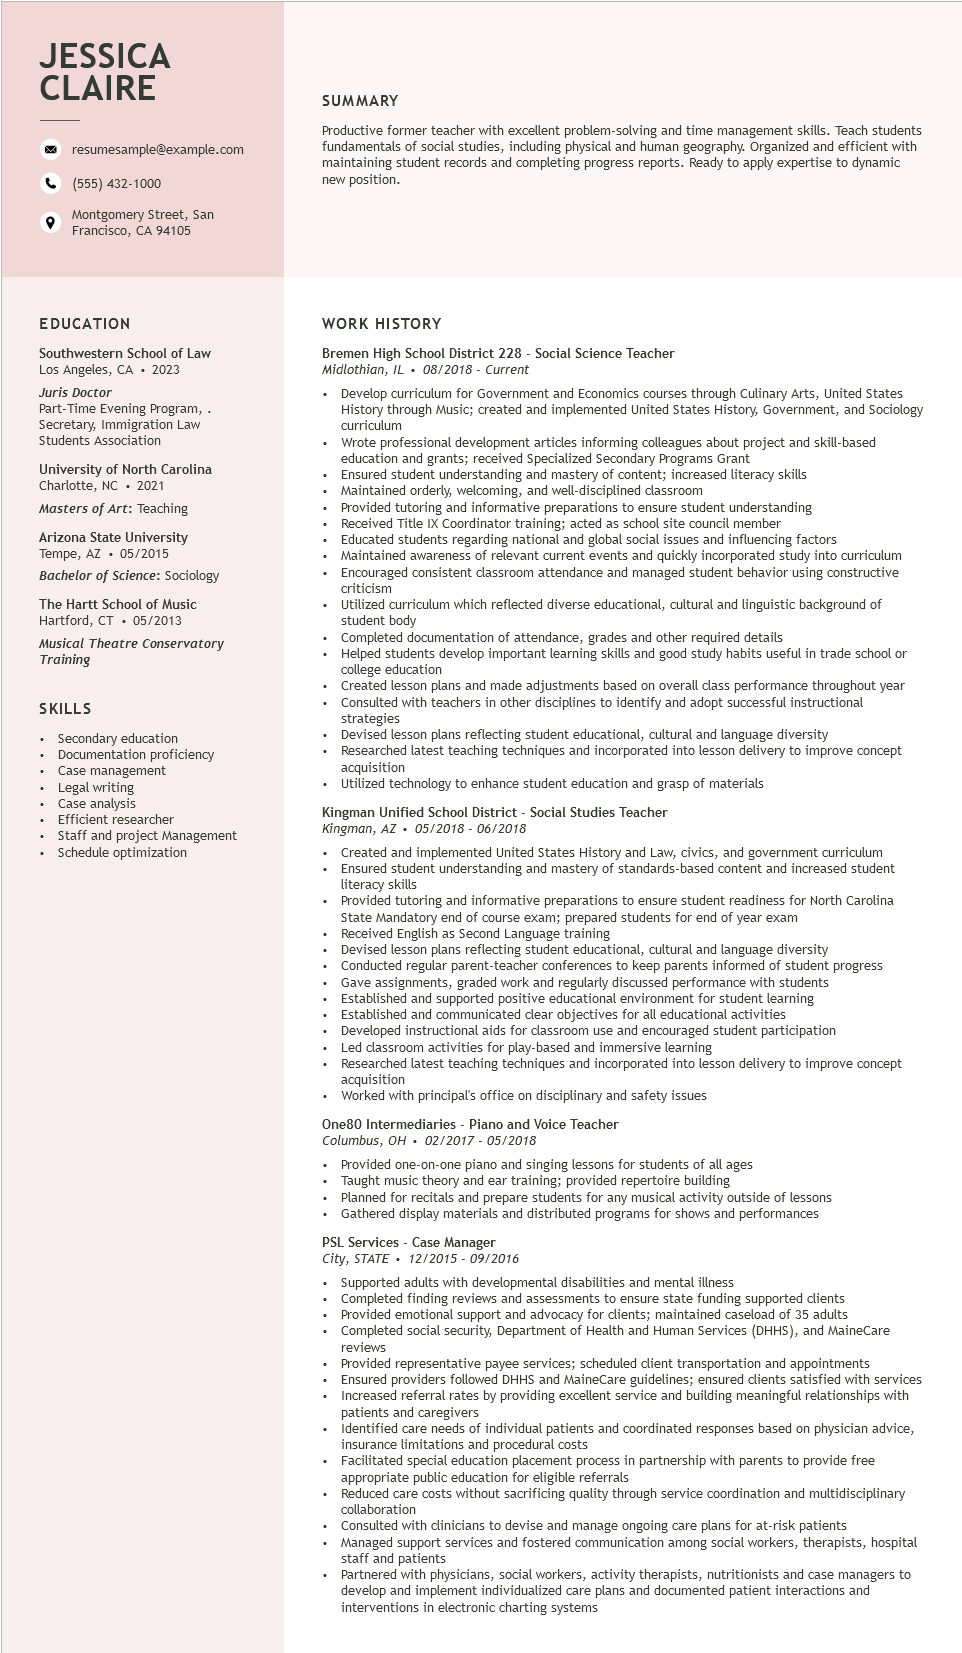 JESSICA
CLAIRE
resumesample@example.com
(555) 432-1000
Montgomery Street, San
Francisco, CA 94105
SUMMARY
Productive former teacher with excellent problem-solving and time management skills. Teach students
fundamentals of social studies, including physical and human geography. Organized and efficient with
maintaining student records and completing progress reports. Ready to apply expertise to dynamic
new position.
EDUCATION
Southwestern School of Law
Los Angeles, CA • 2023
Juris Doctor
Part-Time Evening Program, .
Secretary, Immigration Law
Students Association
University of North Carolina
Charlotte, NC • 2021
Masters of Art: Teaching
Arizona State University
Tempe, AZ • 05/2015
Bachelor of Science: Sociology
The Hartt School of Music
Hartford, CT • 05/2013
Musical Theatre Conservatory
Training
SKILLS
• Secondary education
• Documentation proficiency
• Case management
• Legal writing
• Case analysis
• Efficient researcher
• Staff and project Management
• Schedule optimization
WORK HISTORY
Bremen High School District 228 - Social Science Teacher
Midlothian, IL • 08/2018 - Current
• Develop curriculum for Government and Economics courses through Culinary Arts, United States
History through Music; created and implemented United States History, Government, and Sociology
curriculum
• Wrote professional development articles informing colleagues about project and skill-based
education and grants; received Specialized Secondary Programs Grant
• Ensured student understanding and mastery of content; increased literacy skills
• Maintained orderly, welcoming, and well-disciplined classroom
• Provided tutoring and informative preparations to ensure student understanding
• Received Title IX Coordinator training; acted as school site council member
• Educated students regarding national and global social issues and influencing factors
• Maintained awareness of relevant current events and quickly incorporated study into curriculum
• Encouraged consistent classroom attendance and managed student behavior using constructive
criticism
• Utilized curriculum which reflected diverse educational, cultural and linguistic background of
student body
• Completed documentation of attendance, grades and other required details
• Helped students develop important learning skills and good study habits useful in trade school or
college education
• Created lesson plans and made adjustments based on overall class performance throughout year
• Consulted with teachers in other disciplines to identify and adopt successful instructional
strategies
• Devised lesson plans reflecting student educational, cultural and language diversity
• Researched latest teaching techniques and incorporated into lesson delivery to improve concept
acquisition
• Utilized technology to enhance student education and grasp of materials
Kingman Unified School District - Social Studies Teacher
Kingman, AZ • 05/2018 - 06/2018
• Created and implemented United States History and Law, civics, and government curriculum
• Ensured student understanding and mastery of standards-based content and increased student
literacy skills
• Provided tutoring and informative preparations to ensure student readiness for North Carolina
State Mandatory end of course exam; prepared students for end of year exam
• Received English as Second Language training
• Devised lesson plans reflecting student educational, cultural and language diversity
• Conducted regular parent-teacher conferences to keep parents informed of student progress
• Gave assignments, graded work and regularly discussed performance with students
• Established and supported positive educational environment for student learning
• Established and communicated clear objectives for all educational activities
• Developed instructional aids for classroom use and encouraged student participation
• Led classroom activities for play-based and immersive learning
• Researched latest teaching techniques and incorporated into lesson delivery to improve concept
acquisition
• Worked with principal's office on disciplinary and safety issues
One80 Intermediaries - Piano and Voice Teacher
Columbus, OH • 02/2017 - 05/2018
• Provided one-on-one piano and singing lessons for students of all ages
• Taught music theory and ear training; provided repertoire building
• Planned for recitals and prepare students for any musical activity outside of lessons
• Gathered display materials and distributed programs for shows and performances
PSL Services - Case Manager
City, STATE • 12/2015 - 09/2016
• Supported adults with developmental disabilities and mental illness
• Completed finding reviews and assessments to ensure state funding supported clients
• Provided emotional support and advocacy for clients; maintained caseload of 35 adults
• Completed social security, Department of Health and Human Services (DHHS), and MaineCare
reviews
• Provided representative payee services; scheduled client transportation and appointments
• Ensured providers followed DHHS and MaineCare guidelines; ensured clients satisfied with services
• Increased referral rates by providing excellent service and building meaningful relationships with
patients and caregivers
• Identified care needs of individual patients and coordinated responses based on physician advice,
insurance limitations and procedural costs
• Facilitated special education placement process in partnership with parents to provide free
appropriate public education for eligible referrals
• Reduced care costs without sacrificing quality through service coordination and multidisciplinary
collaboration
• Consulted with clinicians to devise and manage ongoing care plans for at-risk patients
• Managed support services and fostered communication among social workers, therapists, hospital
staff and patients
• Partnered with physicians, social workers, activity therapists, nutritionists and case managers to
develop and implement individualized care plans and documented patient interactions and
interventions in electronic charting systems